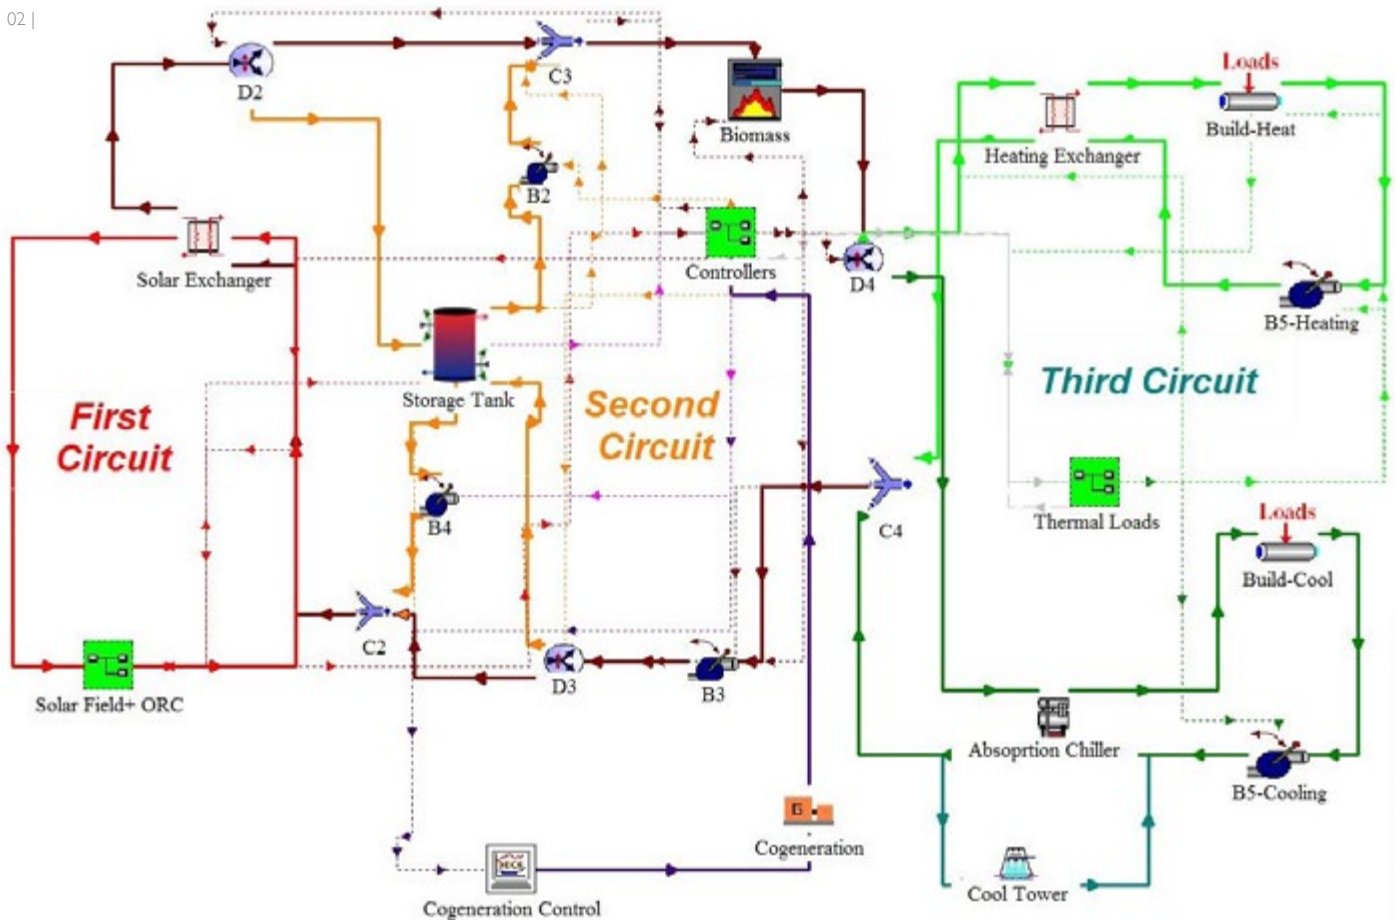 02 |
D2
C3
Biomass
Loads
Build-Heat
Heating Exchanger
B2
Solar Exchanger
Controllers
D4
B5-Heating
Storage Tank
First
Circuit
Second
Circuit
Third Circuit
B4
C4
Thermal Loads
Loads
Build-Cool
C2
D3
B3
Solar Field+ ORC
Absoprtion Chiller
B5-Cooling
Cogeneration
Cool Tower
Cogeneration Control